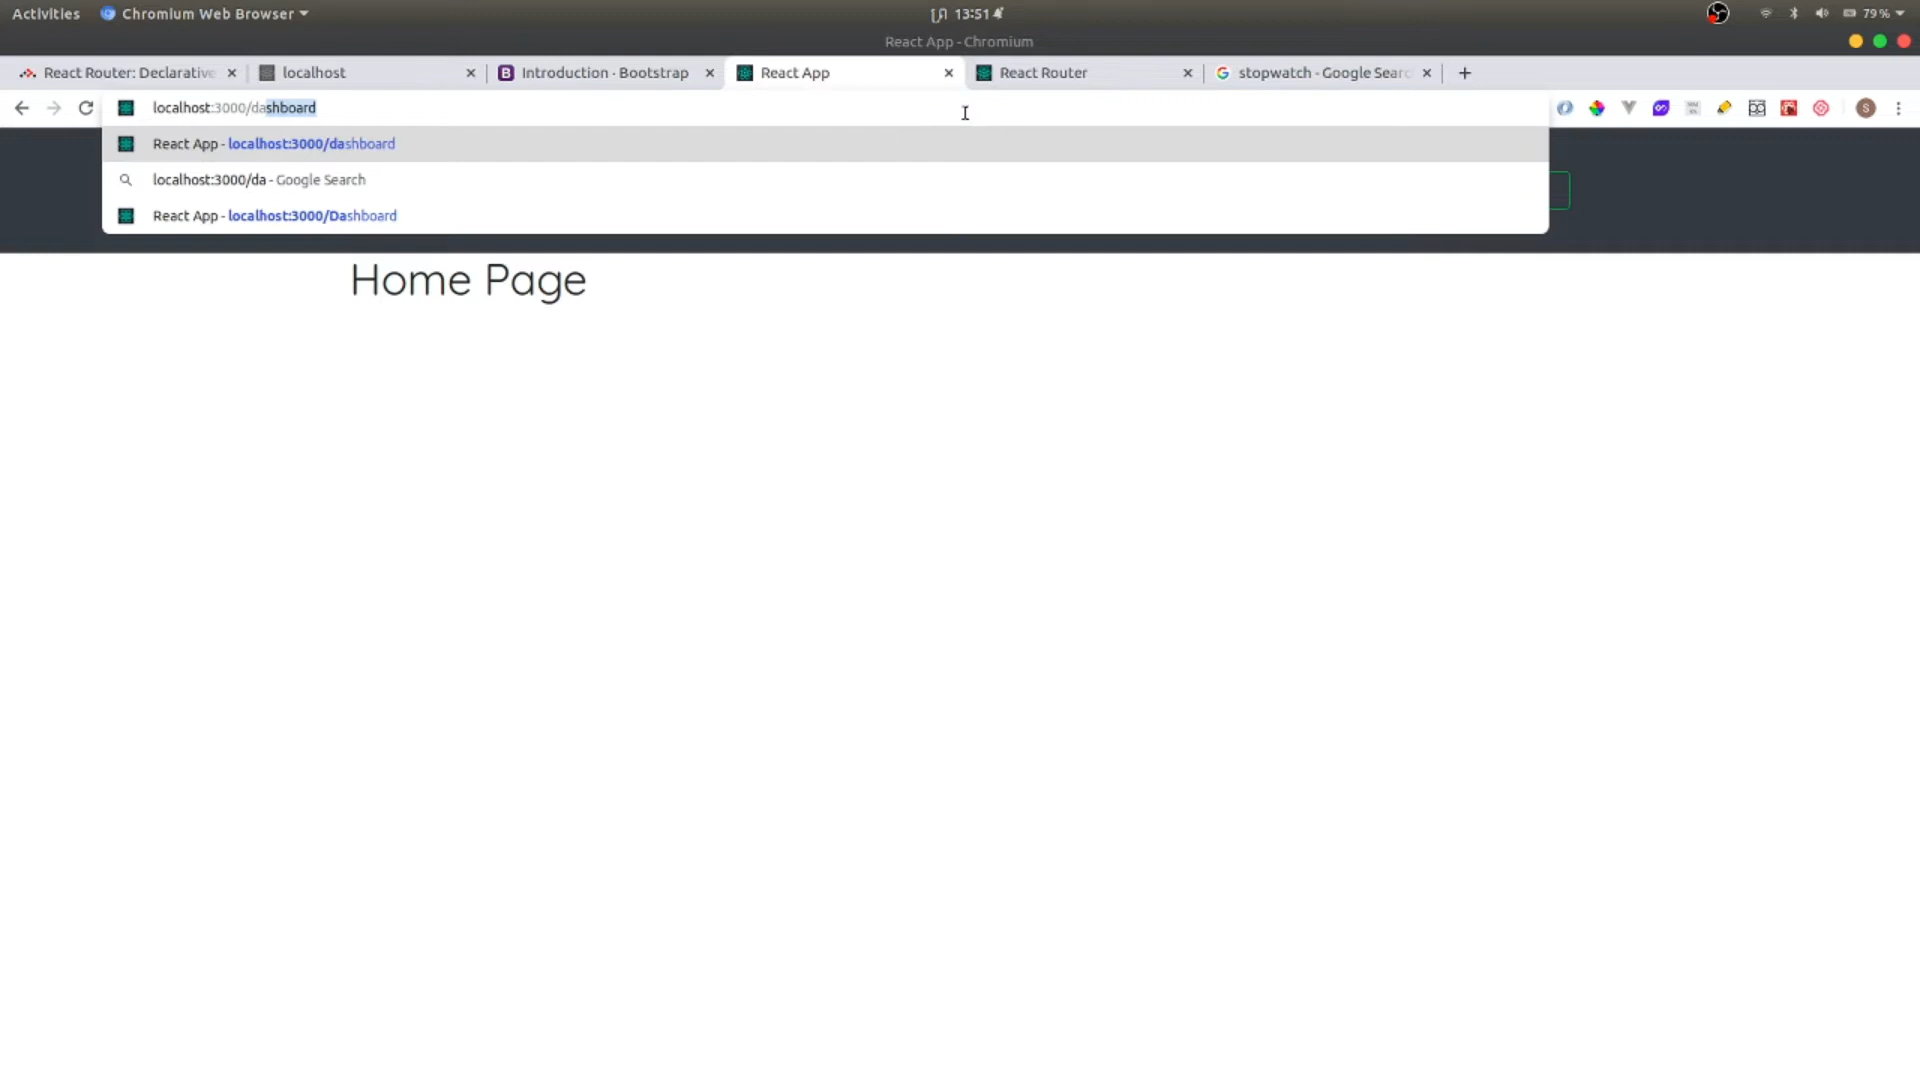 Activities Chromium Web Browser 13:51 79%
React App - Chromium
React Router: Declarative localhost Introduction · Bootstrap React App React Router stopwatch - Google Searc
localhost:3000/dashboard S
React App - localhost:3000/dashboard
localhost:3000/da - Google Search
React App - localhost:3000/Dashboard
Home Page